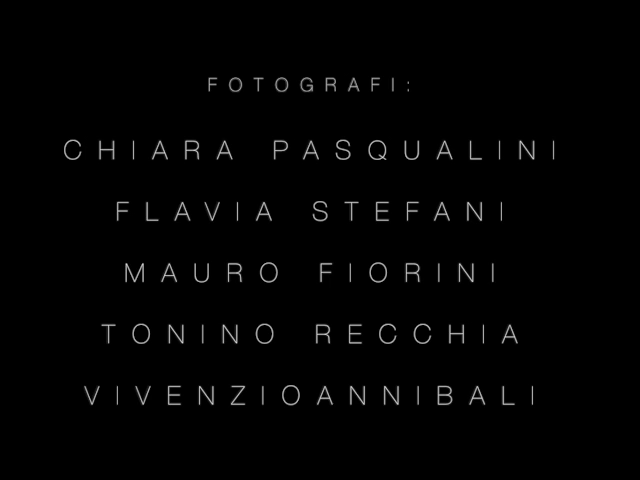 FOTOGRAFI:
CHIARA PASQUALINI
FLAVIA STEFANI
MAURO FIORINI
TONINO RECCHIA
VIVENZIOANNIBALI